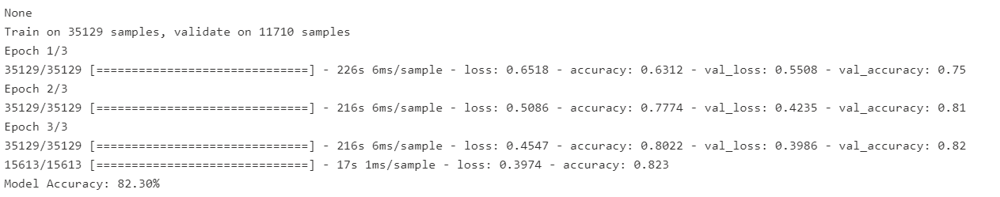 None
Train on 35129 samples, validate on 11710 samples
Epoch 1/3
35129/35129 [==============================] - 226s 6ms/sample - loss: 0.6518 - accuracy: 0.6312 - val_loss: 0.5508 - val_accuracy: 0.75
Epoch 2/3
35129/35129 [==============================] - 216s 6ms/sample - loss: 0.5086 - accuracy: 0.7774 - val_loss: 0.4235 - val_accuracy: 0.81
Epoch 3/3
35129/35129 [==============================] - 216s 6ms/sample - loss: 0.4547 - accuracy: 0.8022 - val_loss: 0.3986 - val_accuracy: 0.82
15613/15613 [==============================] - 17s 1ms/sample - loss: 0.3974 - accuracy: 0.823
Model Accuracy: 82.30%